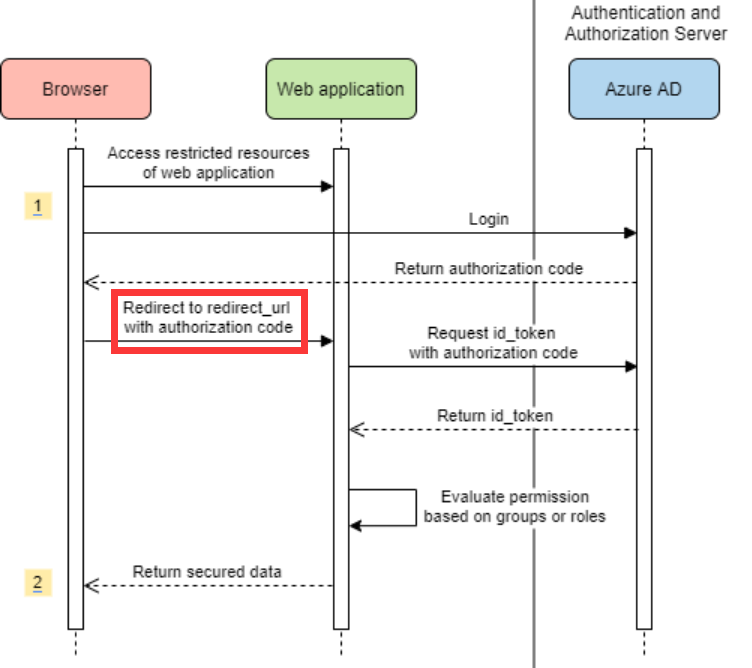 Authentication and
Authorization Server
Browser
Web application
Azure AD
Access restricted resources
of web application
1
Login
Return authorization code
Redirect to redirect_url
with authorization code
Request id_token
with authorization code
Return id_token
Evaluate permission
based on groups or roles
Return secured data
2